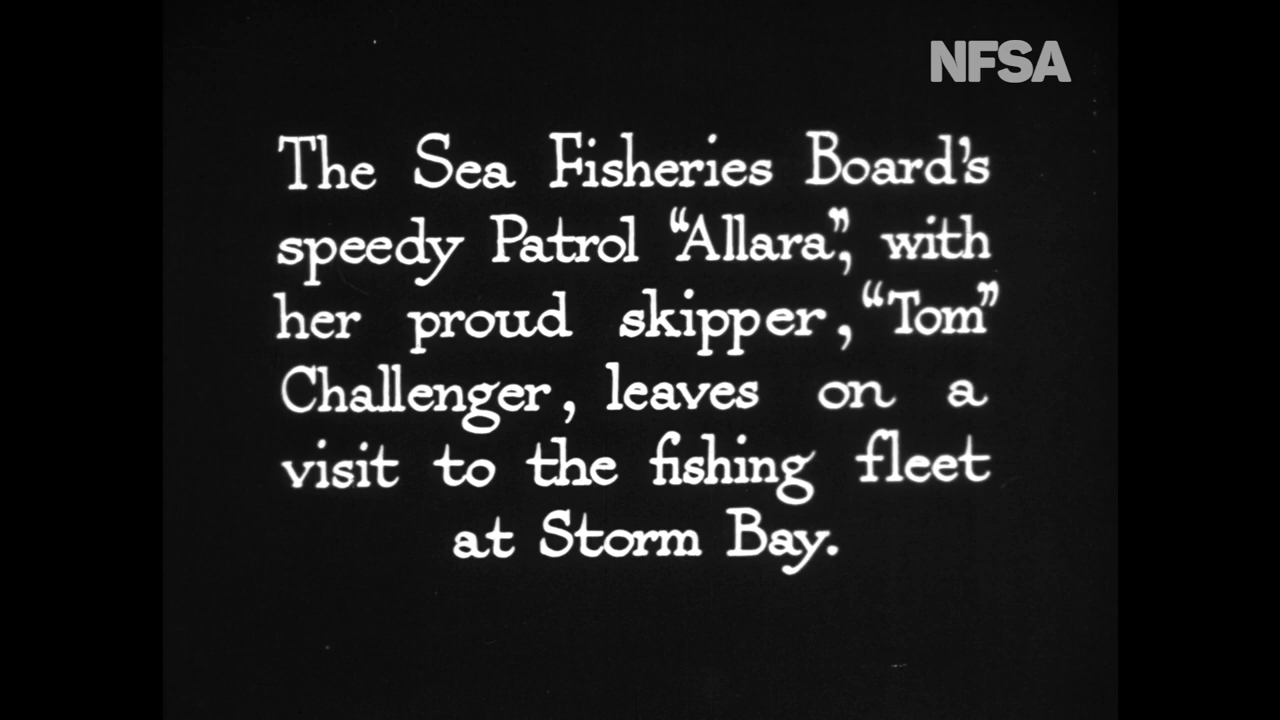 NFSA
The Sea Fisheries Board's
speedy Patrol “Allara”, with
her proud skipper, “Tom”
Challenger, leaves on a
visit to the fishing fleet
at Storm Bay.